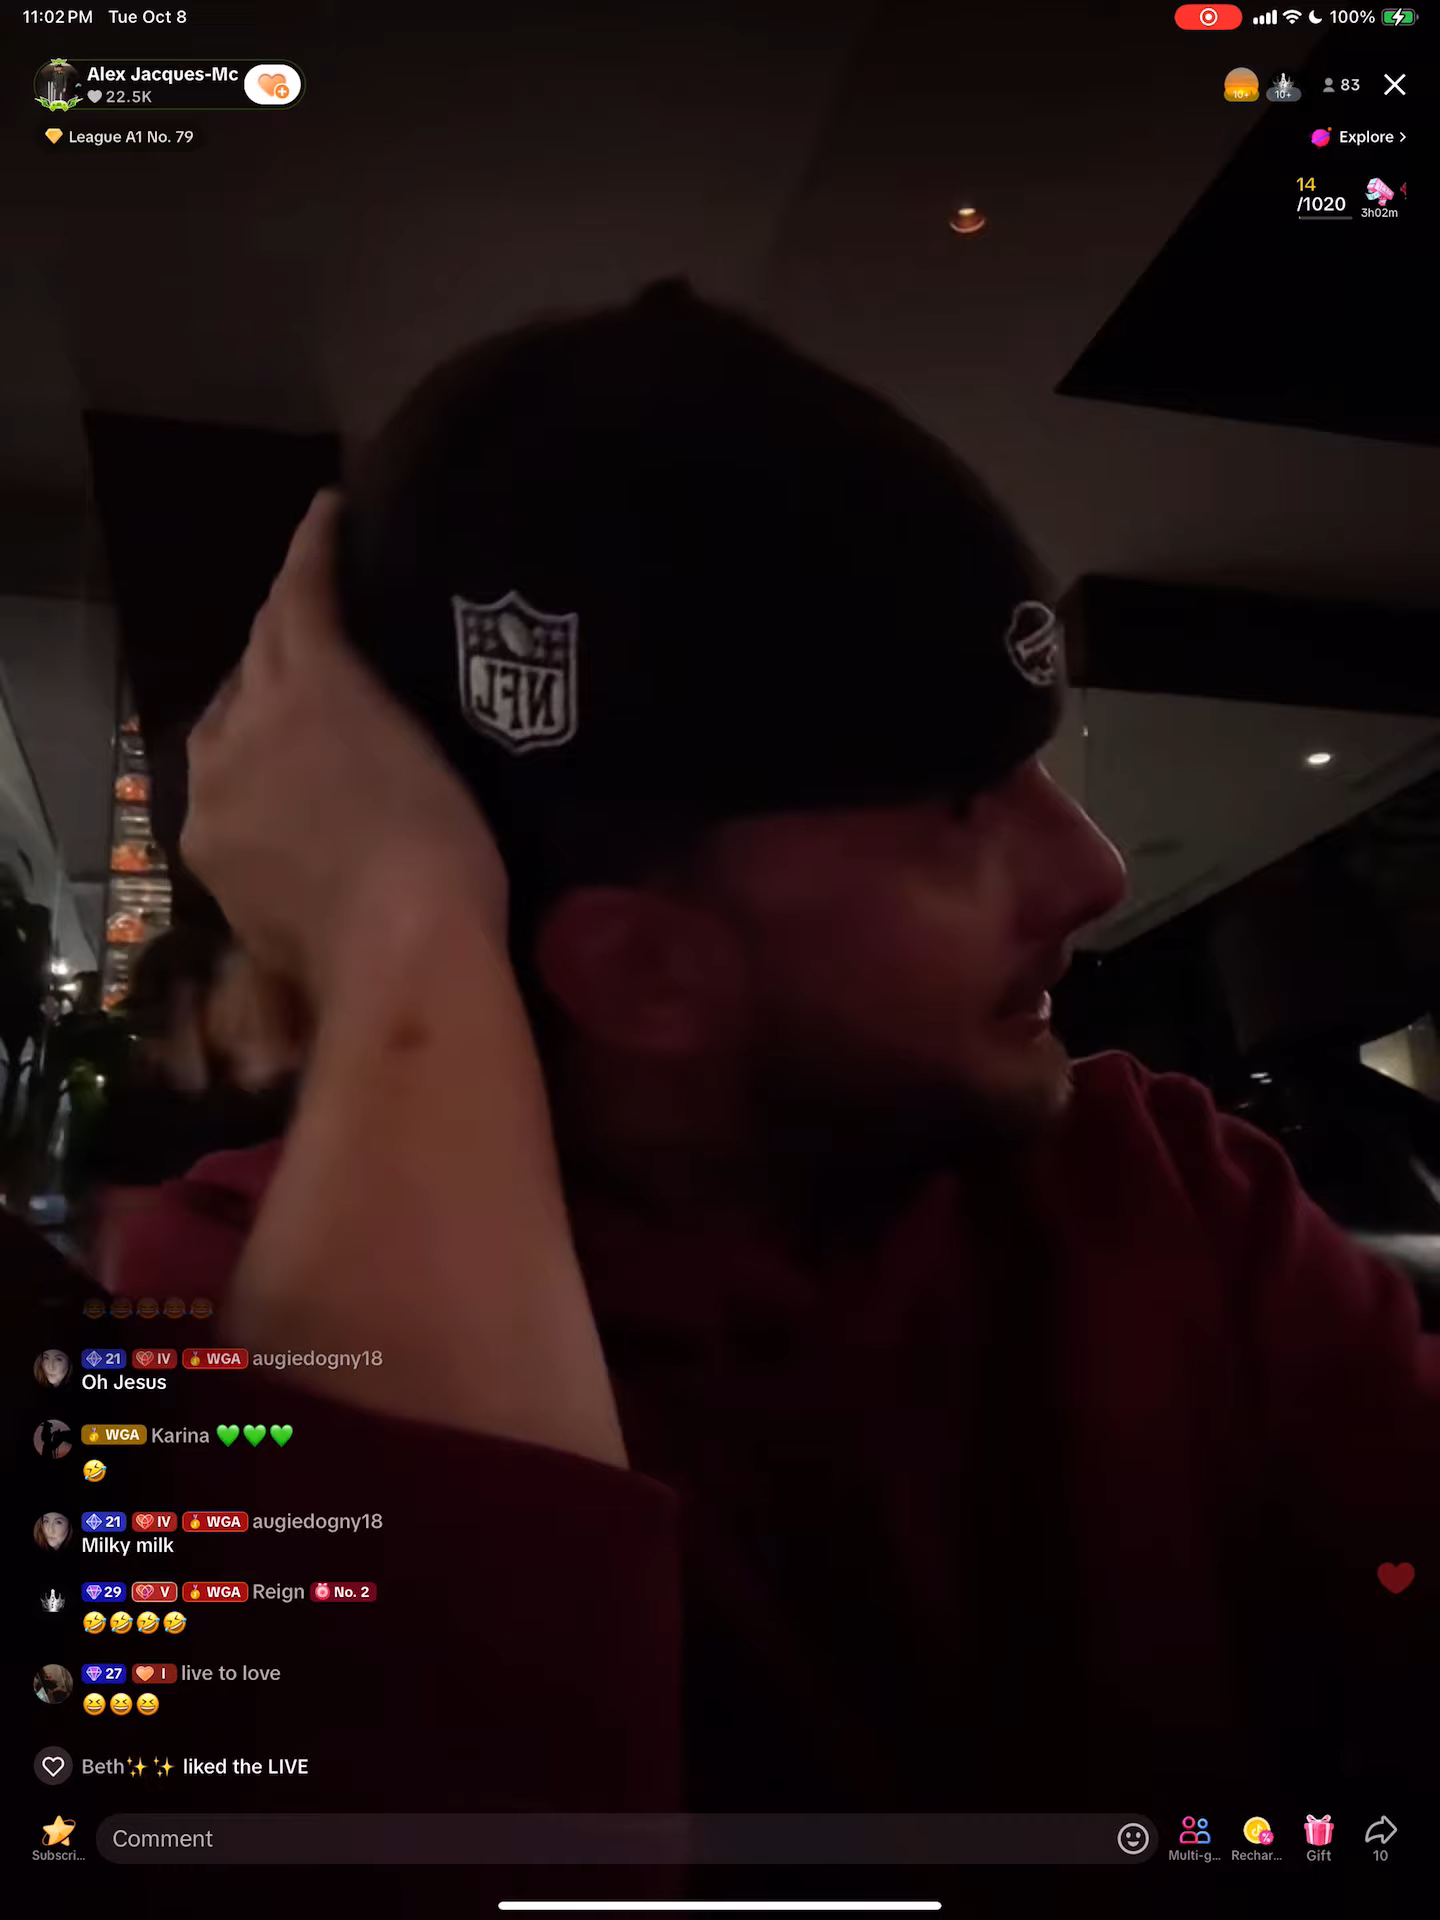 11:02 PM Tue Oct 8
100%
Alex Jacques-Mc
22.5K
10+
10+
83
League A1 No. 79
Explore >
14
/1020
3h02m
NFL
21 IV WGA augiedogny18
Oh Jesus
WGA Karina 💚💚💚
🤣
21 IV WGA augiedogny18
Milky milk
29 V WGA Reign No. 2
🤣🤣🤣🤣
27 I live to love
😆😆😆
Beth✨✨ liked the LIVE
Comment
Subscri...
Multi-g...
Rechar...
Gift
10